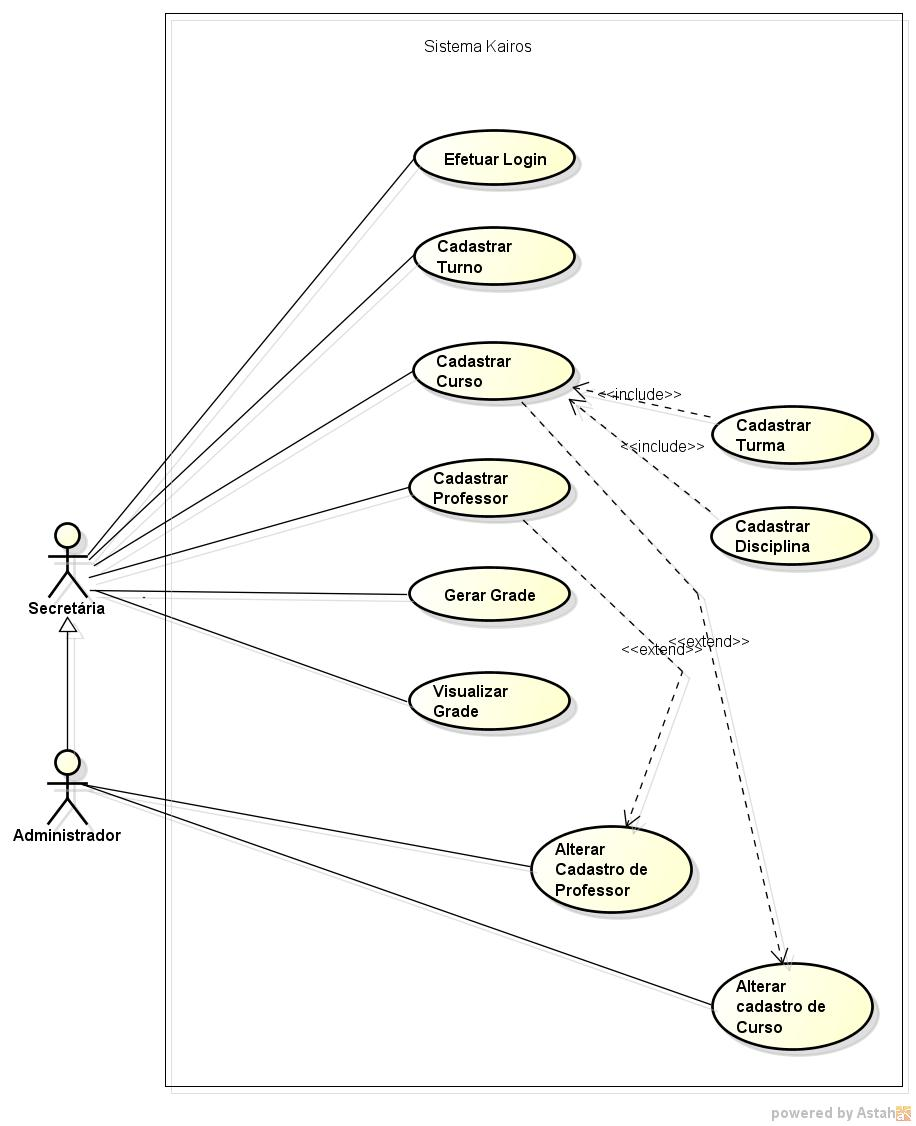 Sistema Kairos
Efetuar Login
Cadastrar
Turno
Cadastrar
Curso
<<include>>
Cadastrar
Turma
<<include>>
Cadastrar
Professor
Cadastrar
Disciplina
Secretária
Gerar Grade
<<extend>>
<<extend>>
Visualizar
Grade
Administrador
Alterar
Cadastro de
Professor
Alterar
cadastro de
Curso
powered by Astah